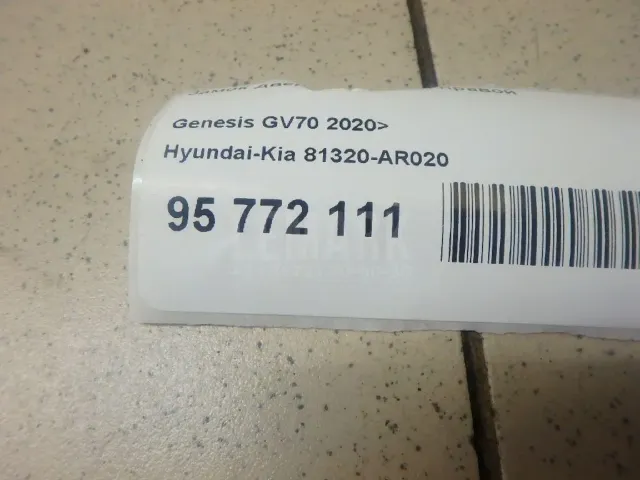 Genesis GV70 2020>
Hyundai-Kia 81320-AR020
95 772 111